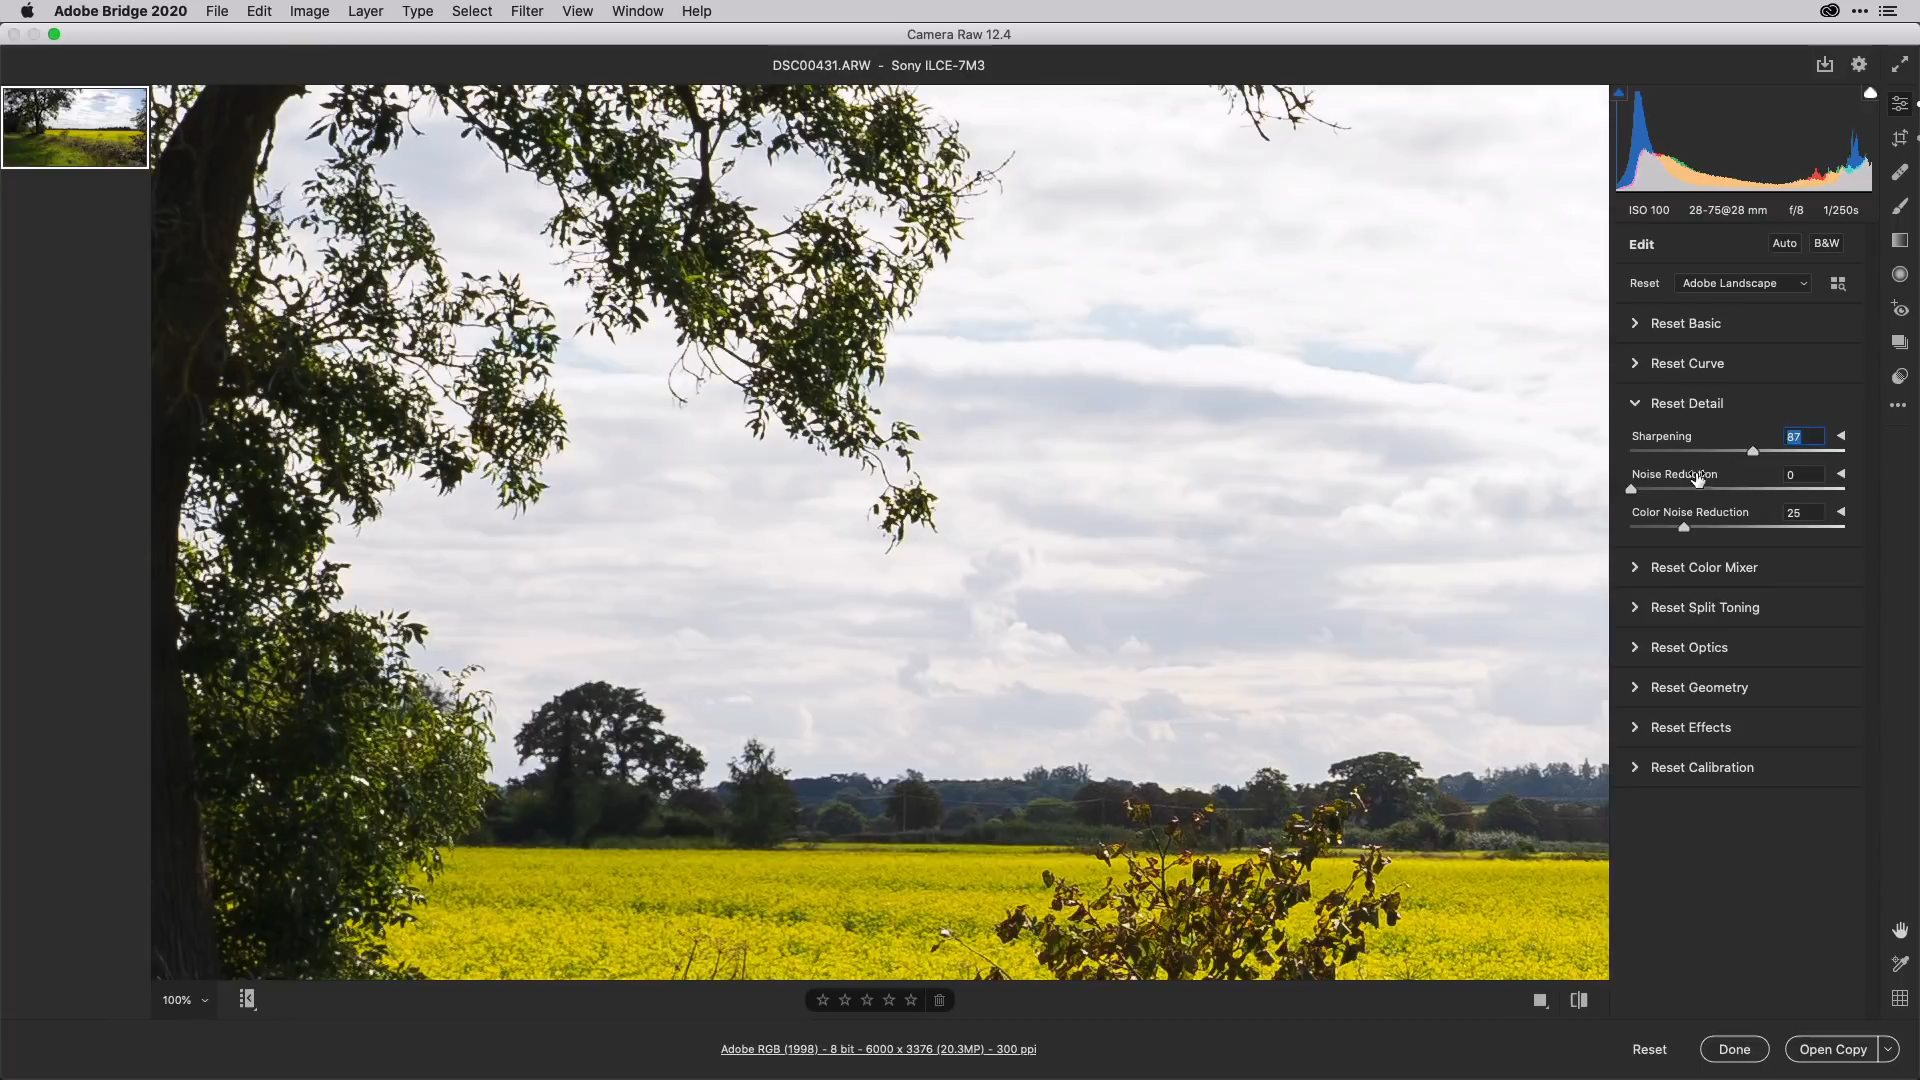 Adobe Bridge 2020 File Edit Image Layer Type Select Filter View Window Help
Camera Raw 12.4
DSC00431.ARW - Sony ILCE-7M3
ISO 100 28-75@28 mm f/8 1/250s
Edit Auto B&W
Reset Adobe Landscape
Reset Basic
Reset Curve
Reset Detail
Sharpening 87
Noise Reduction 0
Color Noise Reduction 25
Reset Color Mixer
Reset Split Toning
Reset Optics
Reset Geometry
Reset Effects
Reset Calibration
100%
Adobe RGB (1998) - 8 bit - 6000 x 3376 (20.3MP) - 300 ppi
Reset Done Open Copy